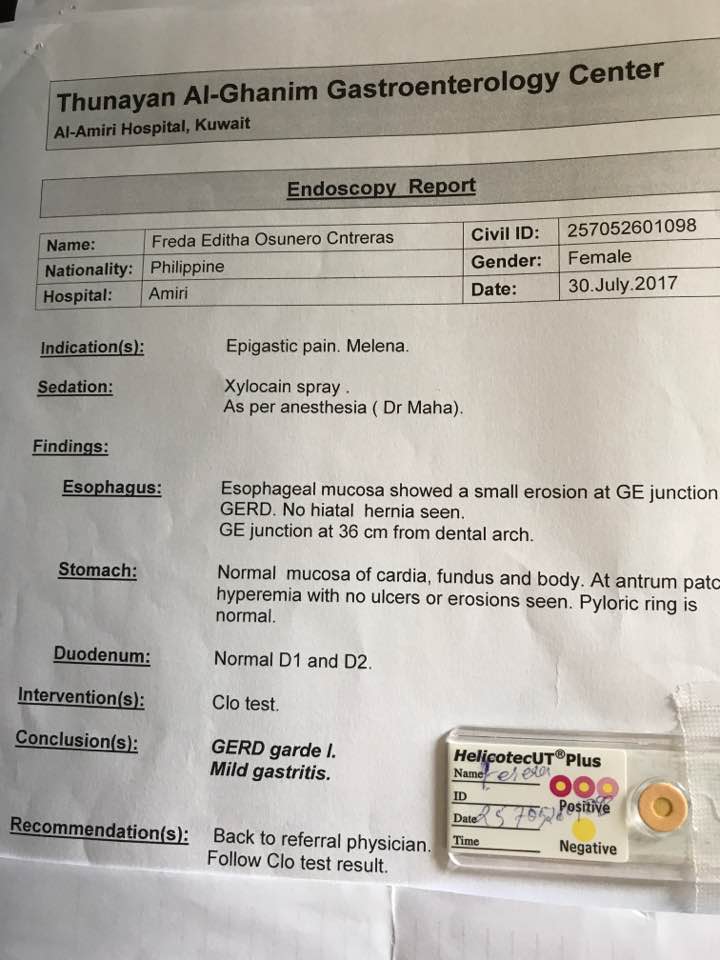 Thunayan Al-Ghanim Gastroenterology Center
Al-Amiri Hospital, Kuwait
Endoscopy Report
Name: Freda Editha Osunero Cntreras Civil ID: 257052601098
Nationality: Philippine Gender: Female
Hospital: Amiri Date: 30.July.2017
Indication(s): Epigastic pain. Melena.
Sedation: Xylocain spray .
As per anesthesia ( Dr Maha).
Findings:
Esophagus: Esophageal mucosa showed a small erosion at GE junction
GERD. No hiatal hernia seen.
GE junction at 36 cm from dental arch.
Stomach: Normal mucosa of cardia, fundus and body. At antrum patc
hyperemia with no ulcers or erosions seen. Pyloric ring is
normal.
Duodenum: Normal D1 and D2.
Intervention(s): Clo test.
Conclusion(s): GERD garde I.
Mild gastritis.
Recommendation(s): Back to referral physician.
Follow Clo test result.
HelicotecUT®Plus
Name
ID
Positive
Date
Time
Negative